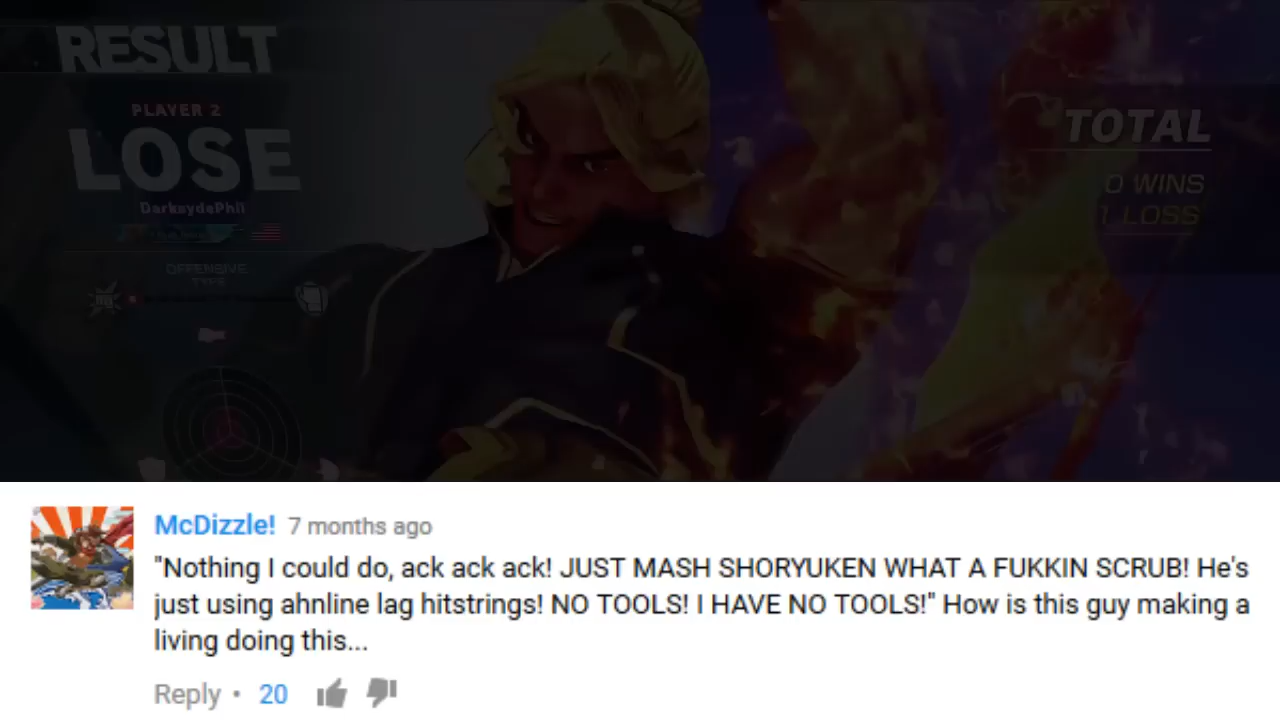 RESULT
PLAYER 2
LOSE
DarksydePhil
OFFENSIVE
TYPE
TOTAL
0 WINS
1 LOSS
McDizzle! 7 months ago
"Nothing I could do, ack ack ack! JUST MASH SHORYUKEN WHAT A FUKKIN SCRUB! He's
just using ahnline lag hitstrings! NO TOOLS! I HAVE NO TOOLS!" How is this guy making a
living doing this...
Reply • 20